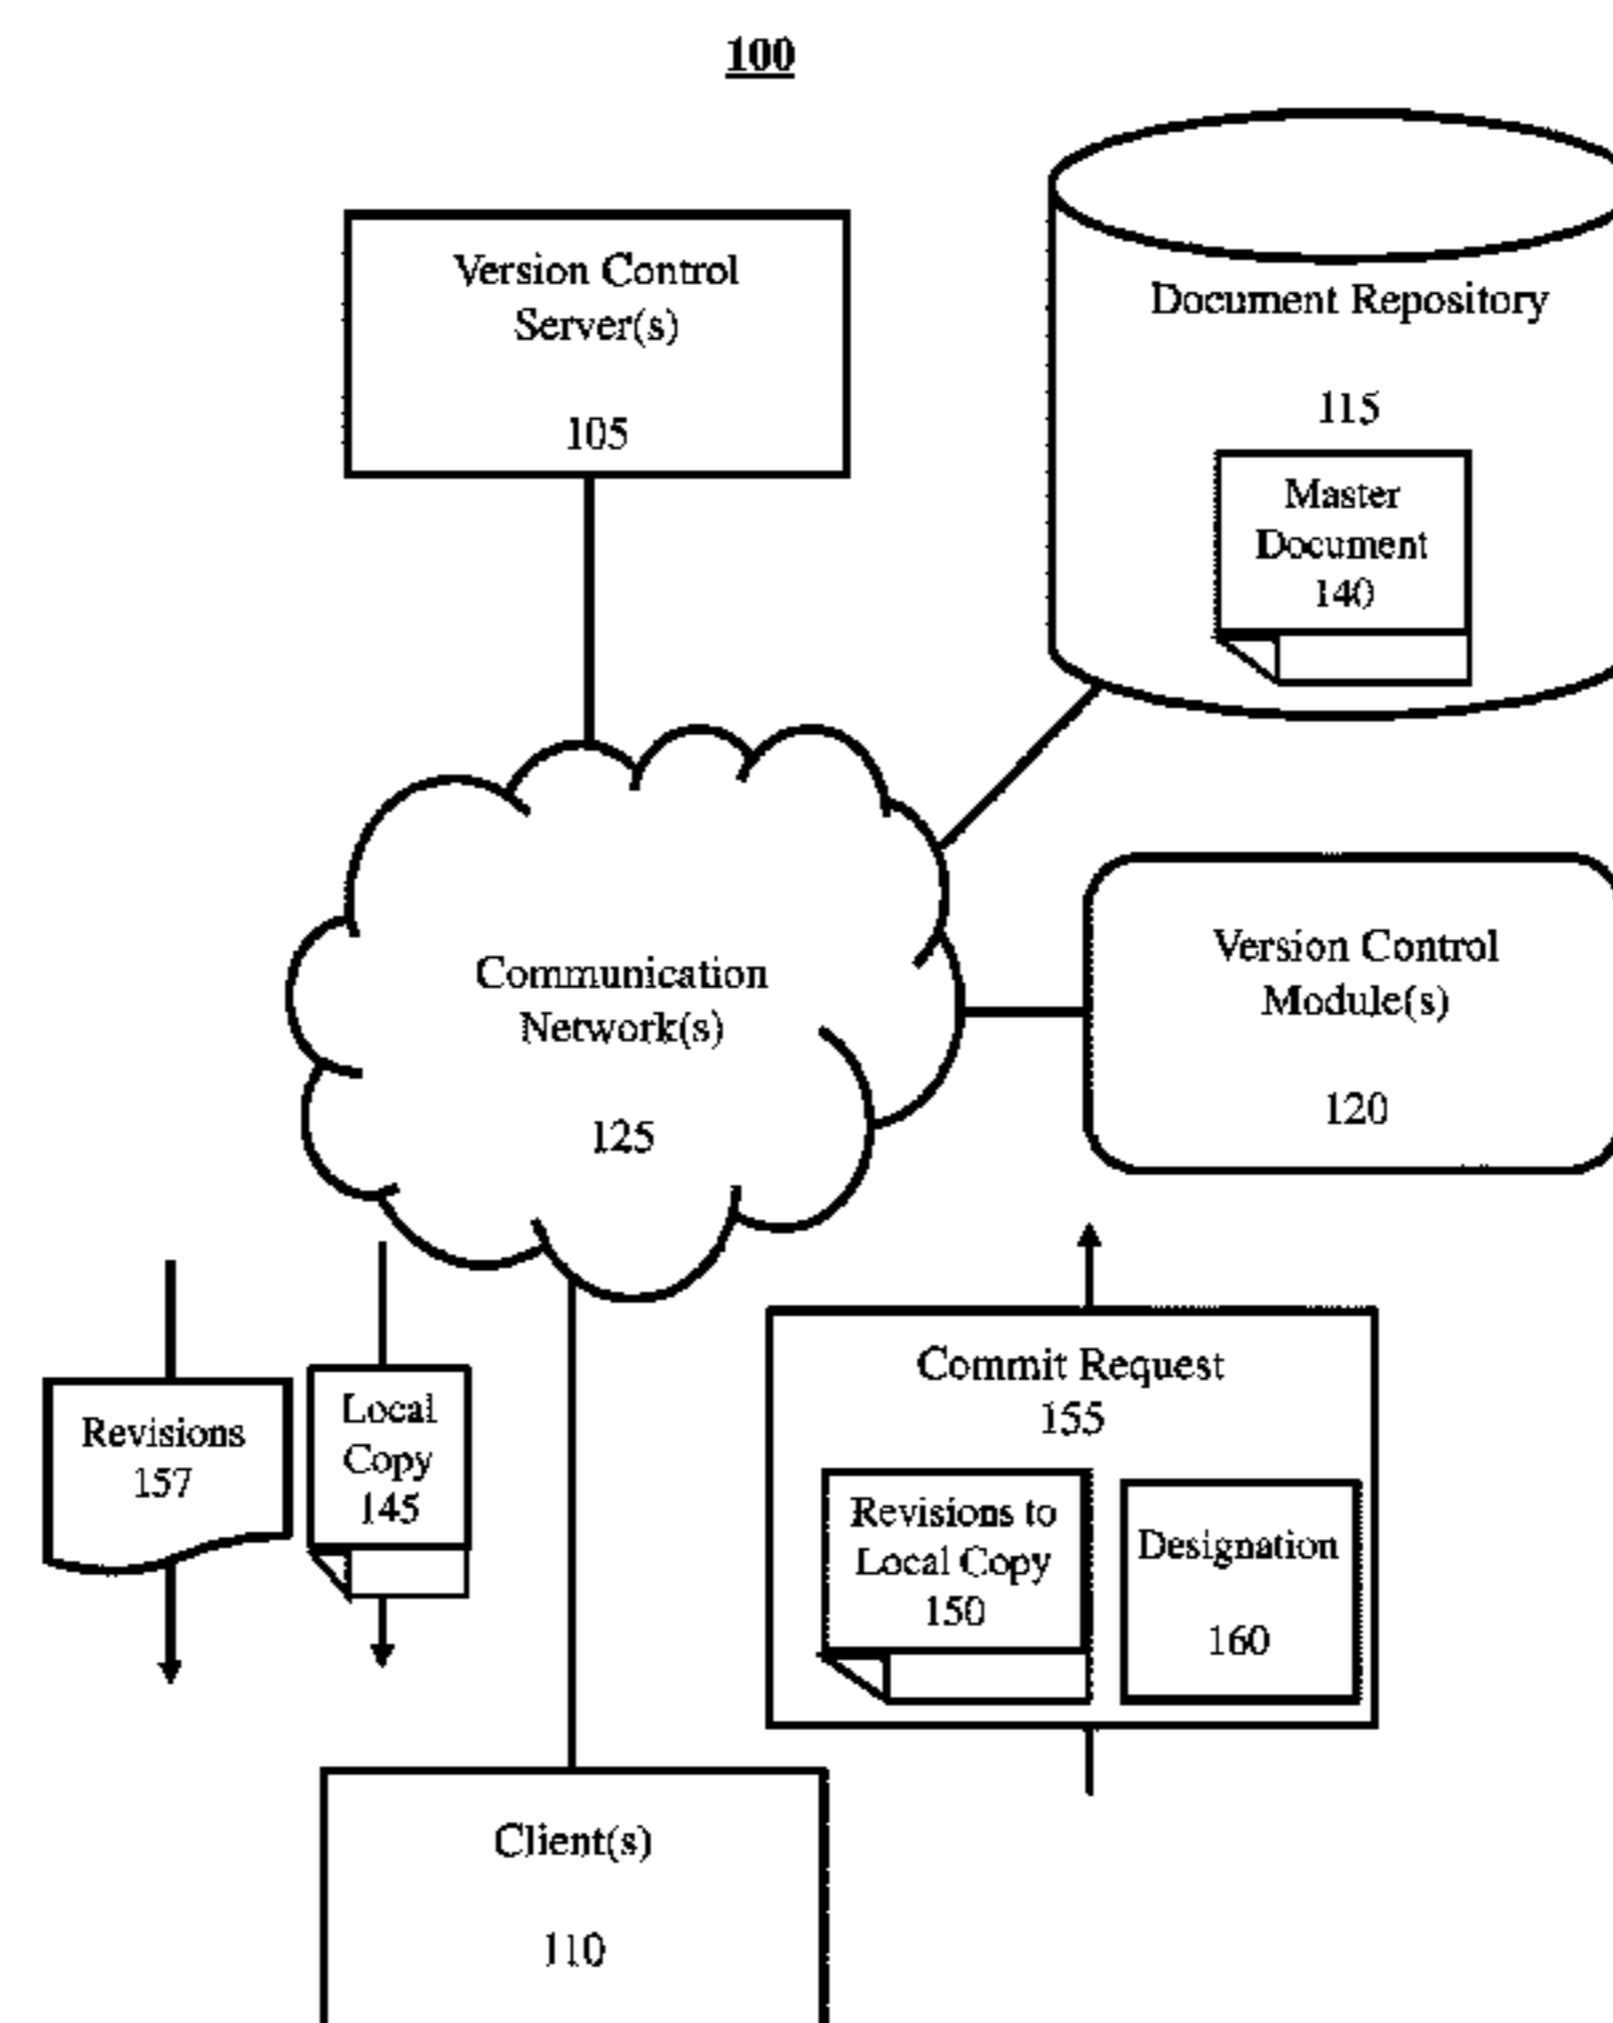 100
Version Control
Server(s)
105
Document Repository
115
Master
Document
140
Communication
Network(s)
125
Version Control
Module(s)
120
Revisions
157
Local
Copy
145
Commit Request
155
Revisions to
Local Copy
150
Designation
160
Client(s)
110